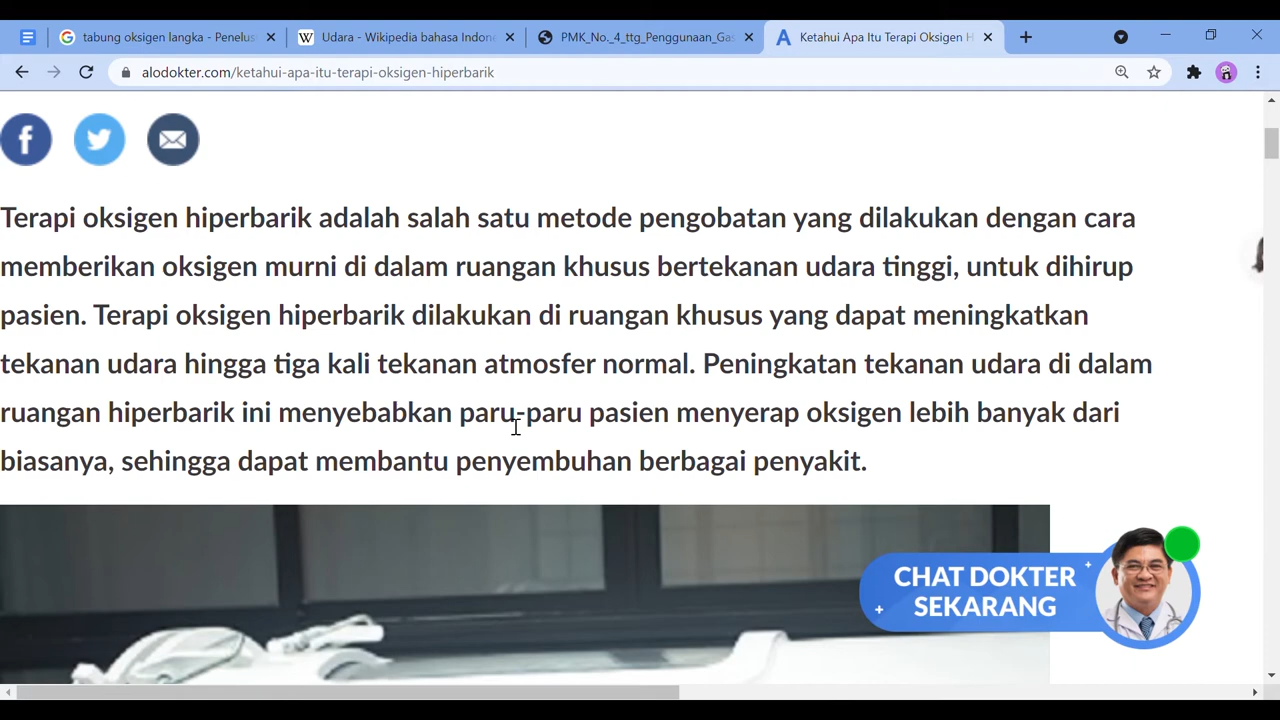 tabung oksigen langka - Penelus
Udara - Wikipedia bahasa Indone
PMK_No._4_ttg_Penggunaan_Gas
Ketahui Apa Itu Terapi Oksigen H
alodokter.com/ketahui-apa-itu-terapi-oksigen-hiperbarik
Terapi oksigen hiperbarik adalah salah satu metode pengobatan yang dilakukan dengan cara
memberikan oksigen murni di dalam ruangan khusus bertekanan udara tinggi, untuk dihirup
pasien. Terapi oksigen hiperbarik dilakukan di ruangan khusus yang dapat meningkatkan
tekanan udara hingga tiga kali tekanan atmosfer normal. Peningkatan tekanan udara di dalam
ruangan hiperbarik ini menyebabkan paru-paru pasien menyerap oksigen lebih banyak dari
biasanya, sehingga dapat membantu penyembuhan berbagai penyakit.
CHAT DOKTER
SEKARANG